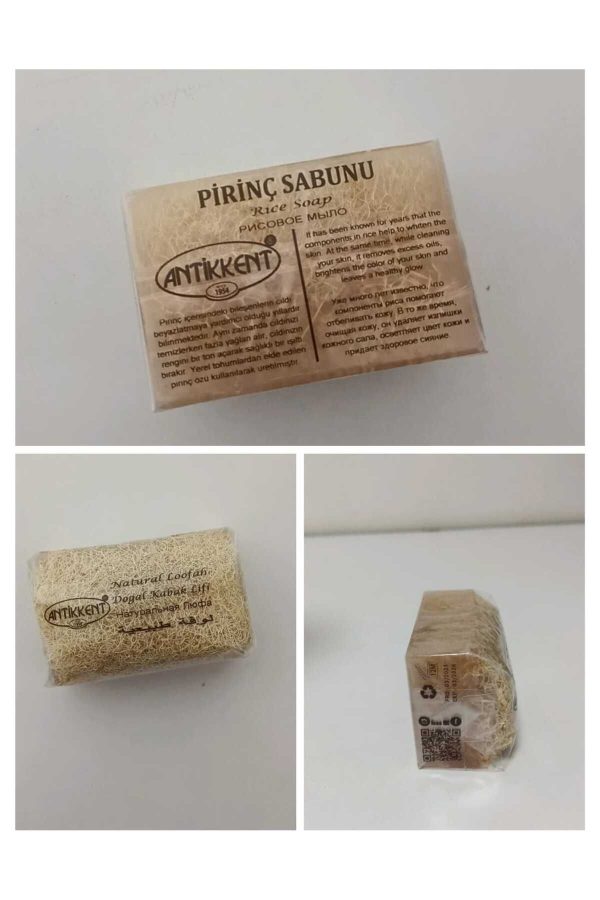 PİRİNÇ SABUNU
Rice Soap
РИСОВОЕ МЫЛО
ANTİKKENT
1954
Pirinç içerisindeki bileşenlerin cildi
beyazlatmaya yardımcı olduğu yıllardır
bilinmektedir. Aynı zamanda cildinizi
temizlerken fazla yağları alır, cildinizin
rengini bir ton açarak sağlıklı bir ışıltı
bırakır. Yerel tohumlardan elde edilen
pirinç özü kullanılarak üretilmiştir.
It has been known for years that the
components in rice help to whiten the
skin. At the same time, while cleaning
your skin, it removes excess oils,
brightens the color of your skin and
leaves a healthy glow
Уже много лет известно, что
компоненты риса помогают
отбеливать кожу. В то же время,
очищая кожу, он удаляет излишки
кожного сала, осветляет цвет кожи и
придает здоровое сияние
ANTİKKENT
Natural Loofah
Doğal Kabak Lifi
Натуральная Люфа
لوفة طبيعية
12M